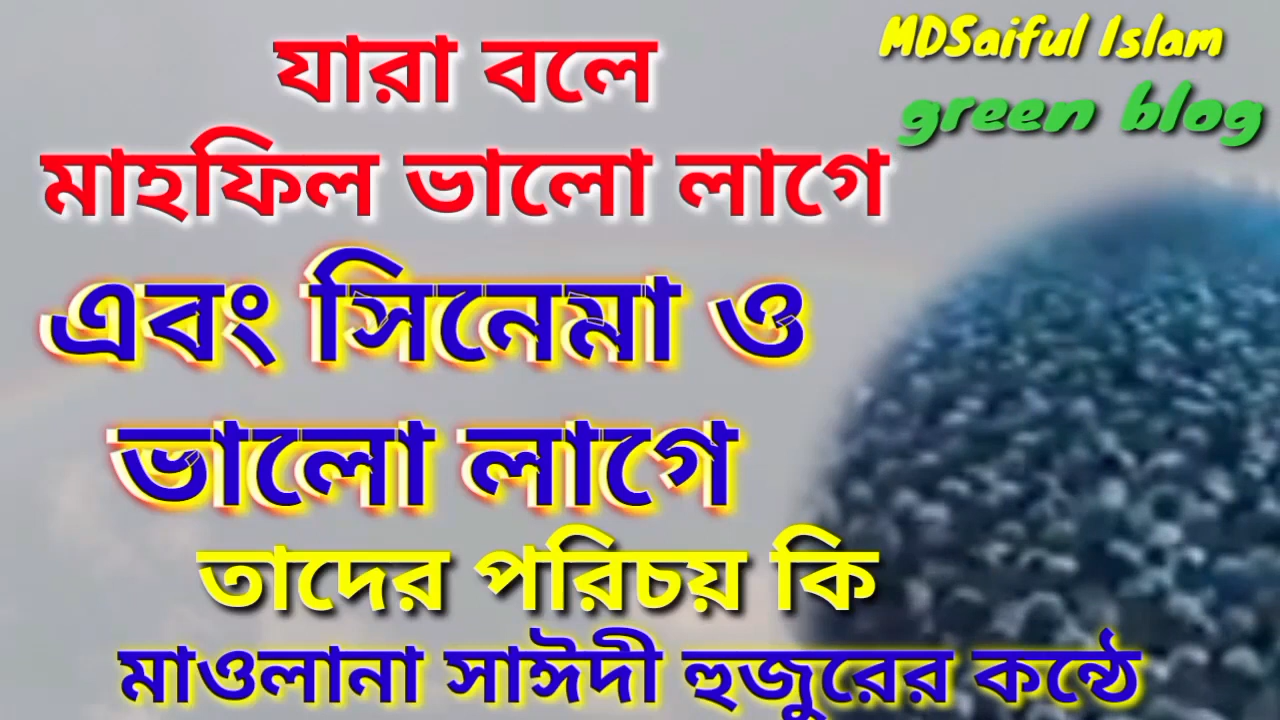 MDSaiful Islam
green blog
যারা বলে
মাহফিল ভালো লাগে
এবং সিনেমা ও
ভালো লাগে
তাদের পরিচয় কি
মাওলানা সাঈদী হুজুরের কন্ঠে